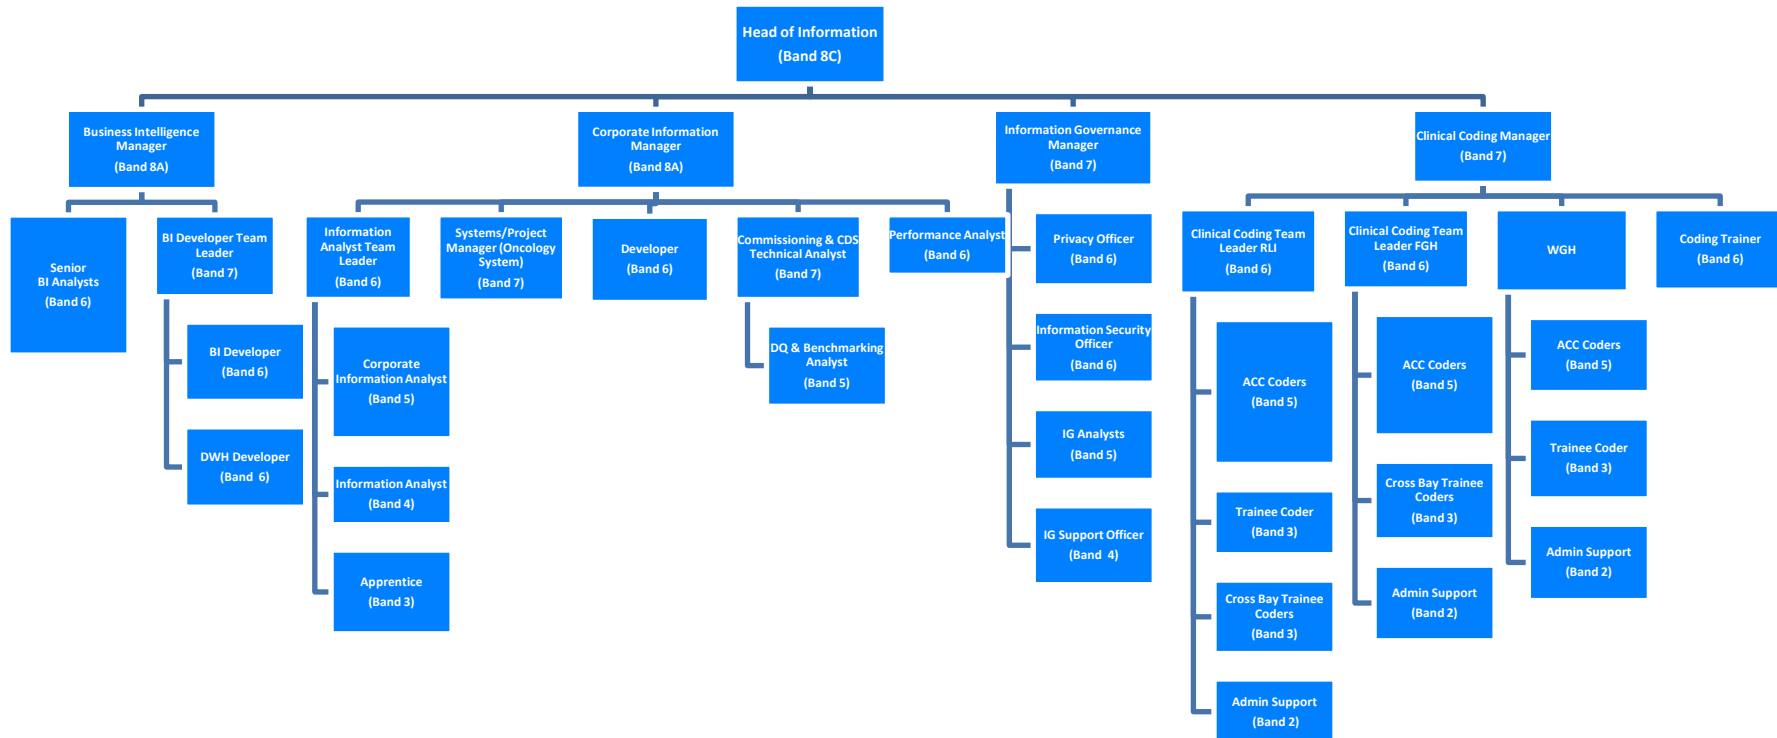 Head of Information
(Band 8C)
Business Intelligence
Manager
(Band 8A)
Corporate Information
Manager
(Band 8A)
Information Governance
Manager
(Band 7)
Clinical Coding Manager
(Band 7)
Senior
BI Analysts
(Band 6)
BI Developer Team
Leader
(Band 7)
BI Developer
(Band 6)
DWH Developer
(Band 6)
Information
Analyst Team
Leader
(Band 6)
Corporate
Information Analyst
(Band 5)
Information Analyst
(Band 4)
Apprentice
(Band 3)
Systems/Project
Manager (Oncology
System)
(Band 7)
Developer
(Band 6)
Commissioning & CDS
Technical Analyst
(Band 7)
DQ & Benchmarking
Analyst
(Band 5)
Performance Analyst
(Band 6)
Privacy Officer
(Band 6)
Information Security
Officer
(Band 6)
IG Analysts
(Band 5)
IG Support Officer
(Band 4)
Clinical Coding Team
Leader RLI
(Band 6)
ACC Coders
(Band 5)
Trainee Coder
(Band 3)
Cross Bay Trainee
Coders
(Band 3)
Admin Support
(Band 2)
Clinical Coding Team
Leader FGH
(Band 6)
ACC Coders
(Band 5)
Cross Bay Trainee
Coders
(Band 3)
Admin Support
(Band 2)
WGH
ACC Coders
(Band 5)
Trainee Coder
(Band 3)
Admin Support
(Band 2)
Coding Trainer
(Band 6)